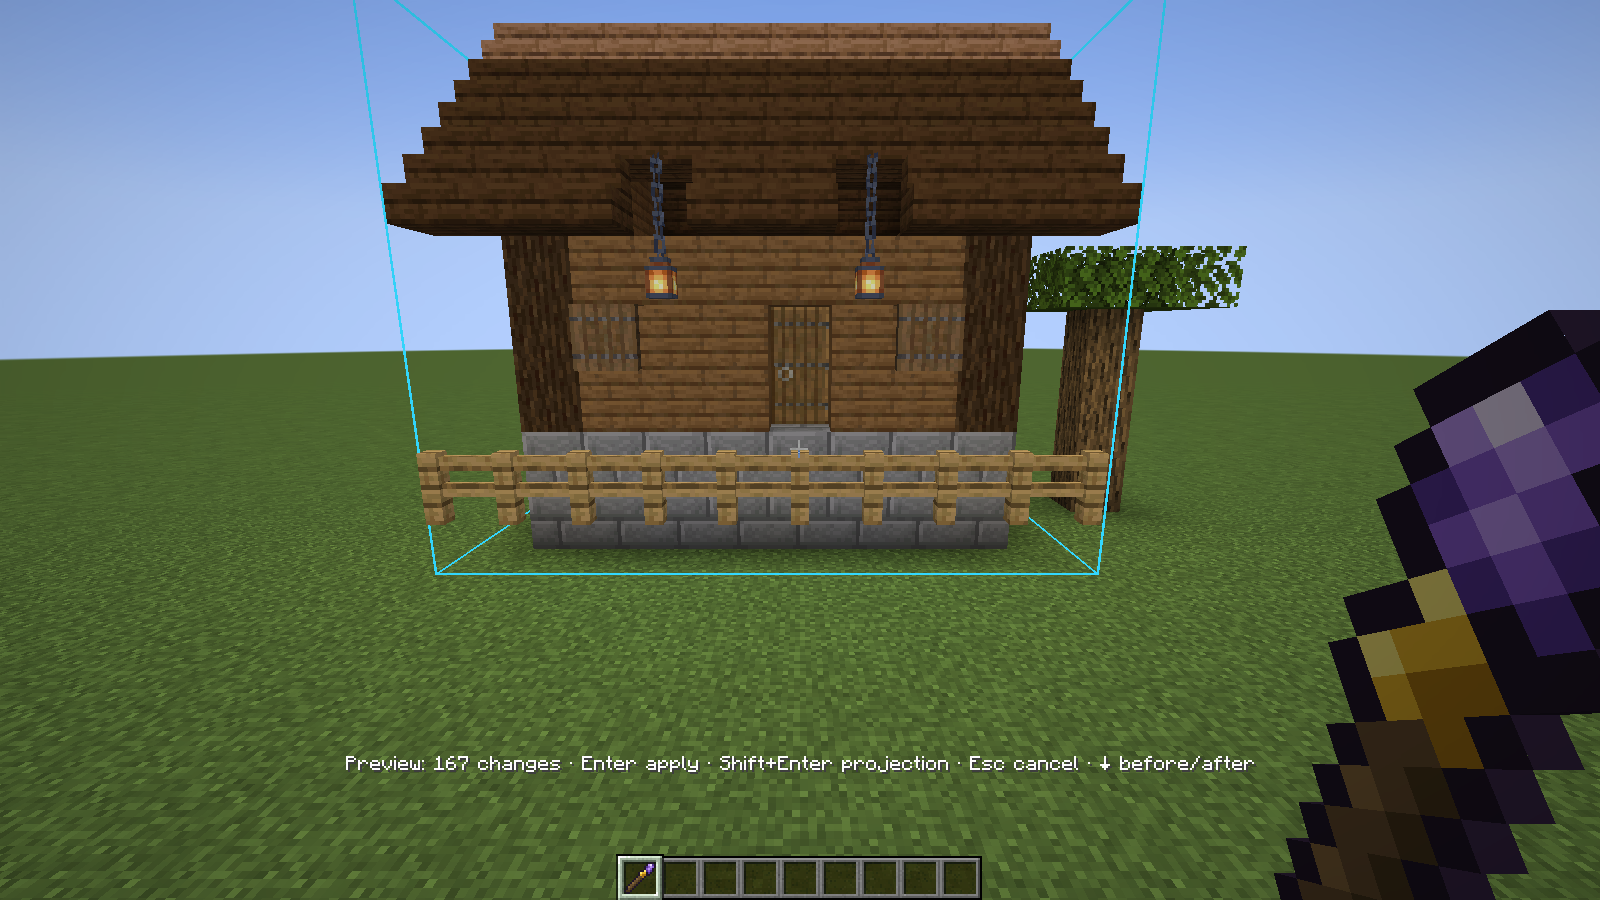 Preview: 167 changes · Enter apply · Shift+Enter projection · Esc cancel · ↓ before/after